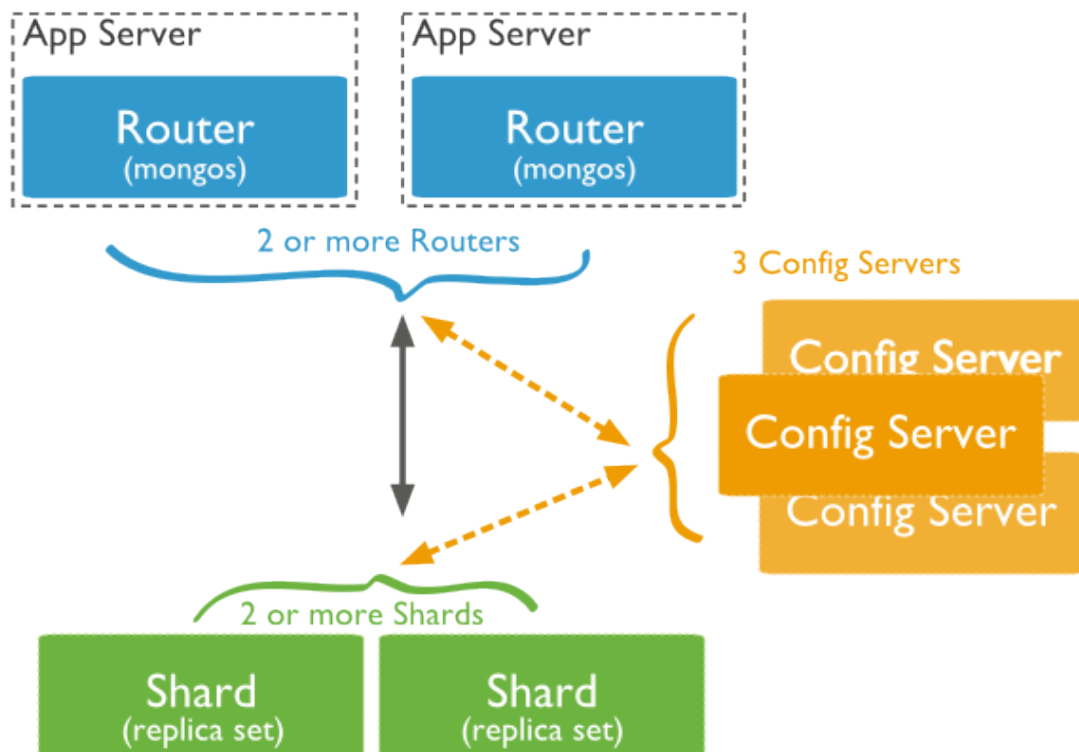 App Server
App Server
Router
(mongos)
Router
(mongos)
2 or more Routers
3 Config Servers
Config Server
Config Server
Config Server
2 or more Shards
Shard
(replica set)
Shard
(replica set)